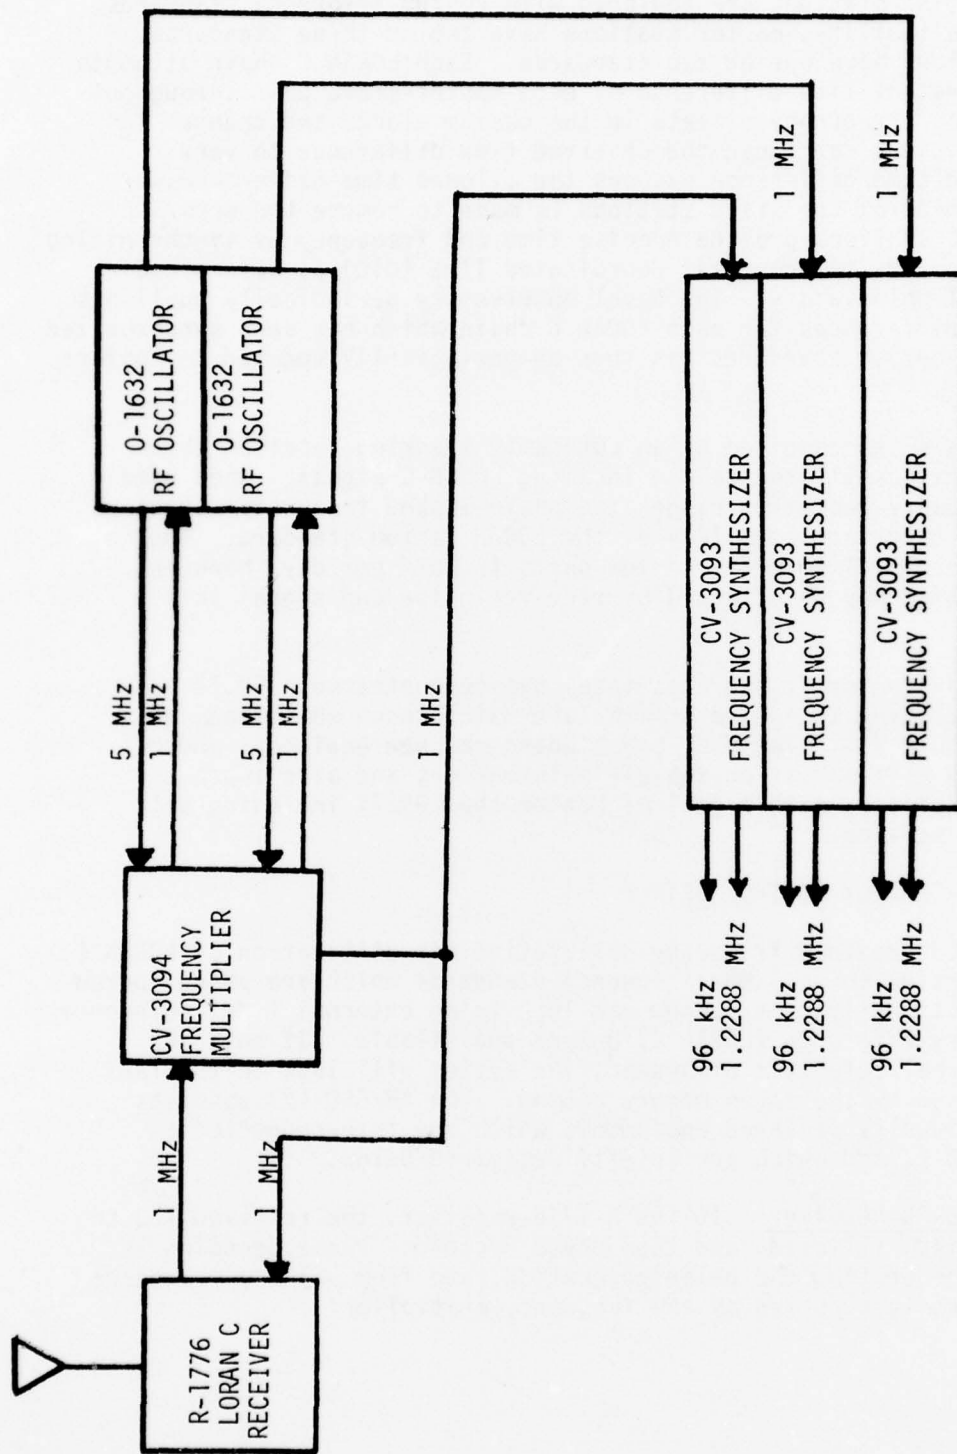 R-1776
LORAN C
RECEIVER
1 MHz
1 MHz
CV-3094
FREQUENCY
MULTIPLIER
5 MHz
1 MHz
5 MHz
1 MHz
1 MHz
O-1632
RF OSCILLATOR
O-1632
RF OSCILLATOR
1 MHz
1 MHz
CV-3093
FREQUENCY SYNTHESIZER
CV-3093
FREQUENCY SYNTHESIZER
CV-3093
FREQUENCY SYNTHESIZER
96 kHz
1.2288 MHz
96 kHz
1.2288 MHz
96 kHz
1.2288 MHz